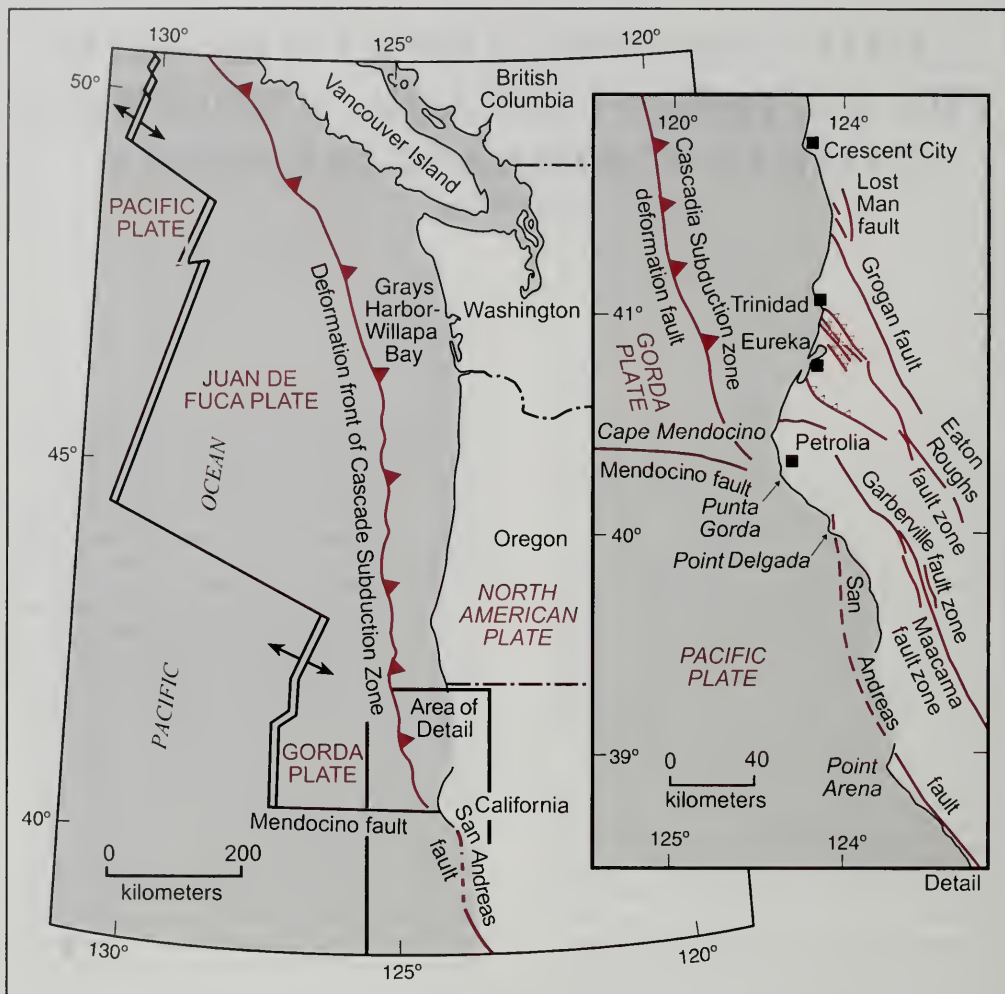 130°
125°
120°
50°
British
Columbia
Vancouver Island
PACIFIC
PLATE
Grays
Harbor-
Willapa
Bay
Washington
JUAN DE
FUCA PLATE
Deformation front of Cascade Subduction Zone
OCEAN
45°
Oregon
NORTH
AMERICAN
PLATE
PACIFIC
Area of
Detail
GORDA
PLATE
California
Mendocino fault
40°
San Andreas
fault
0 200
kilometers
130°
125°
120°
120°
124°
Crescent City
Cascadia Subduction zone
deformation fault
Lost
Man
fault
Grogan fault
Trinidad
41°
Eureka
GORDA
PLATE
Cape Mendocino
Petrolia
Eaton
Roughs
fault zone
Mendocino fault
Punta
Gorda
Garberville fault zone
40°
Point Delgada
San
Andreas
fault
Maacama
fault zone
PACIFIC
PLATE
0 40
kilometers
39°
Point
Arena
125°
124°
Detail